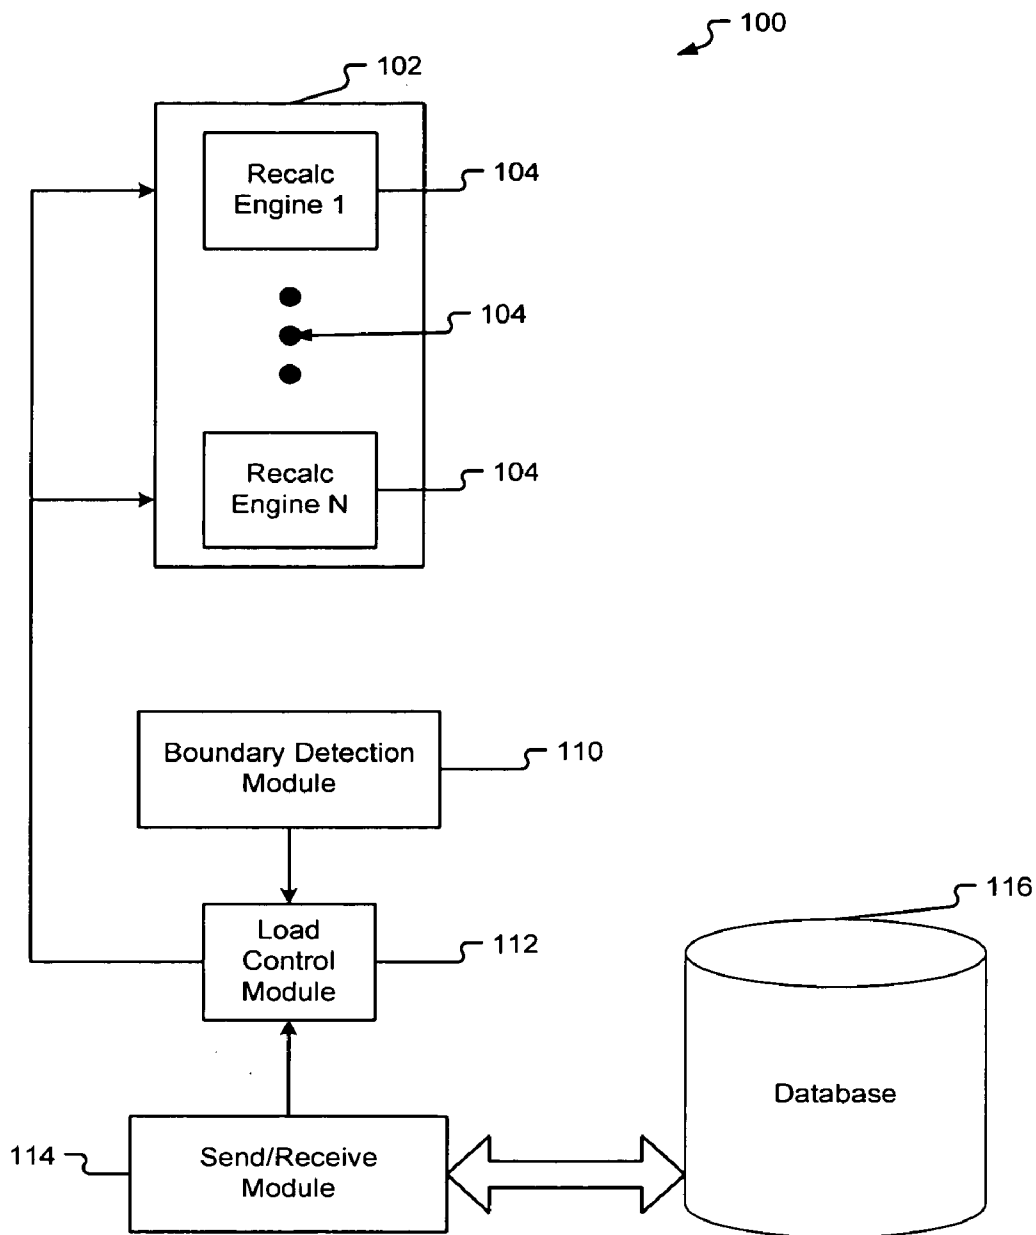 100
102
Recalc
Engine 1
104
104
Recalc
Engine N
104
Boundary Detection
Module
110
116
Load
Control
Module
112
Database
114
Send/Receive
Module